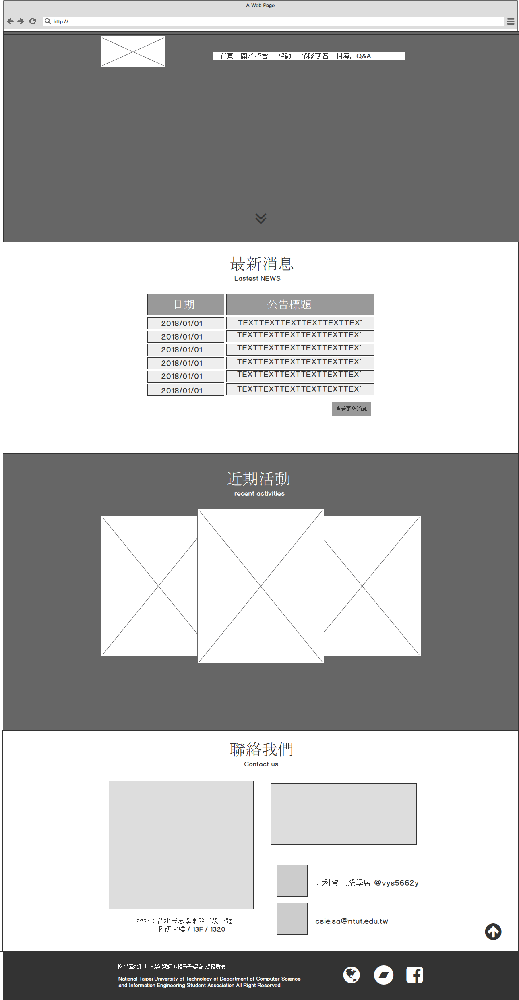 A Web Page
http://
首頁 關於系會 活動 系隊專區 相簿, Q&A
最新消息
Lastest NEWS
日期 公告標題
2018/01/01 TEXTTEXTTEXTTEXTTEXTTEXT
2018/01/01 TEXTTEXTTEXTTEXTTEXTTEXT
2018/01/01 TEXTTEXTTEXTTEXTTEXTTEXT
2018/01/01 TEXTTEXTTEXTTEXTTEXTTEXT
2018/01/01 TEXTTEXTTEXTTEXTTEXTTEXT
2018/01/01 TEXTTEXTTEXTTEXTTEXTTEXT
查看更多消息
近期活動
recent activities
聯絡我們
Contact us
北科資工系學會 @vys5662y
csie.sa@ntut.edu.tw
地址：台北市忠孝東路三段一號
科研大樓 / 13F / 1320
國立臺北科技大學 資訊工程系系學會 版權所有
National Taipei University of Technology of Department of Computer Science
and Information Engineering Student Association All Right Reserved.